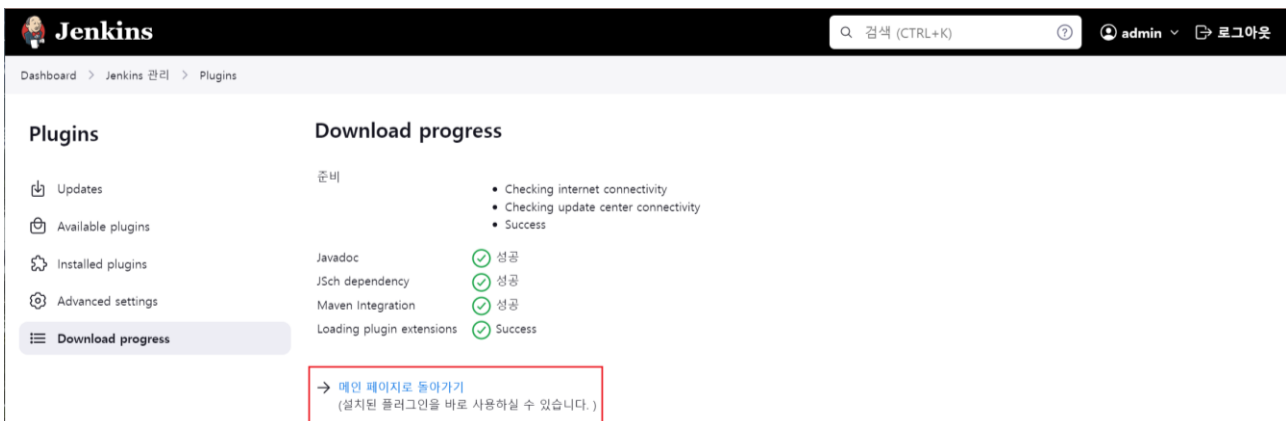 Jenkins
검색 (CTRL+K)
admin
로그아웃
Dashboard > Jenkins 관리 > Plugins
Plugins
Updates
Available plugins
Installed plugins
Advanced settings
Download progress
Download progress
준비
• Checking internet connectivity
• Checking update center connectivity
• Success
Javadoc 성공
JSch dependency 성공
Maven Integration 성공
Loading plugin extensions Success
→ 메인 페이지로 돌아가기
(설치된 플러그인을 바로 사용하실 수 있습니다. )